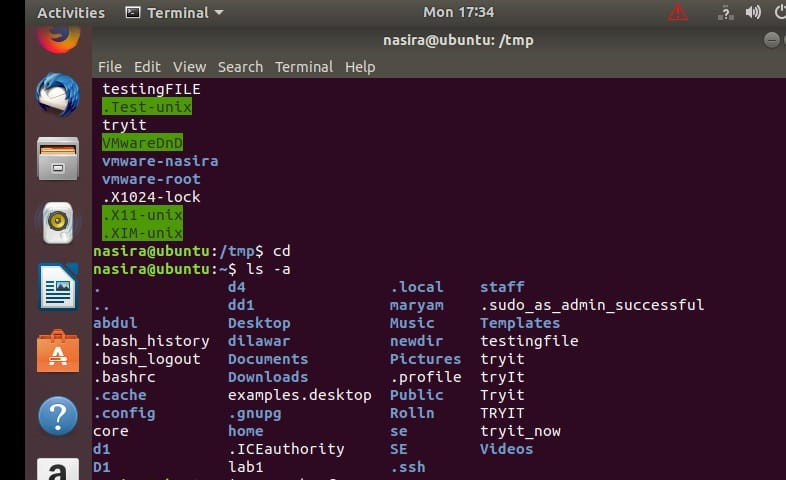 Activities Terminal Mon 17:34
nasira@ubuntu: /tmp
File Edit View Search Terminal Help
testingFILE
.Test-unix
tryit
VMwareDnD
vmware-nasira
vmware-root
.X1024-lock
.X11-unix
.XIM-unix
nasira@ubuntu:/tmp$ cd
nasira@ubuntu:~$ ls -a
. d4 .local staff
.. dd1 maryam .sudo_as_admin_successful
abdul Desktop Music Templates
.bash_history dilawar newdir testingfile
.bash_logout Documents Pictures tryit
.bashrc Downloads .profile tryIt
.cache examples.desktop Public Tryit
.config .gnupg Rolln TRYIT
core home se tryit_now
d1 .ICEauthority SE Videos
D1 lab1 .ssh